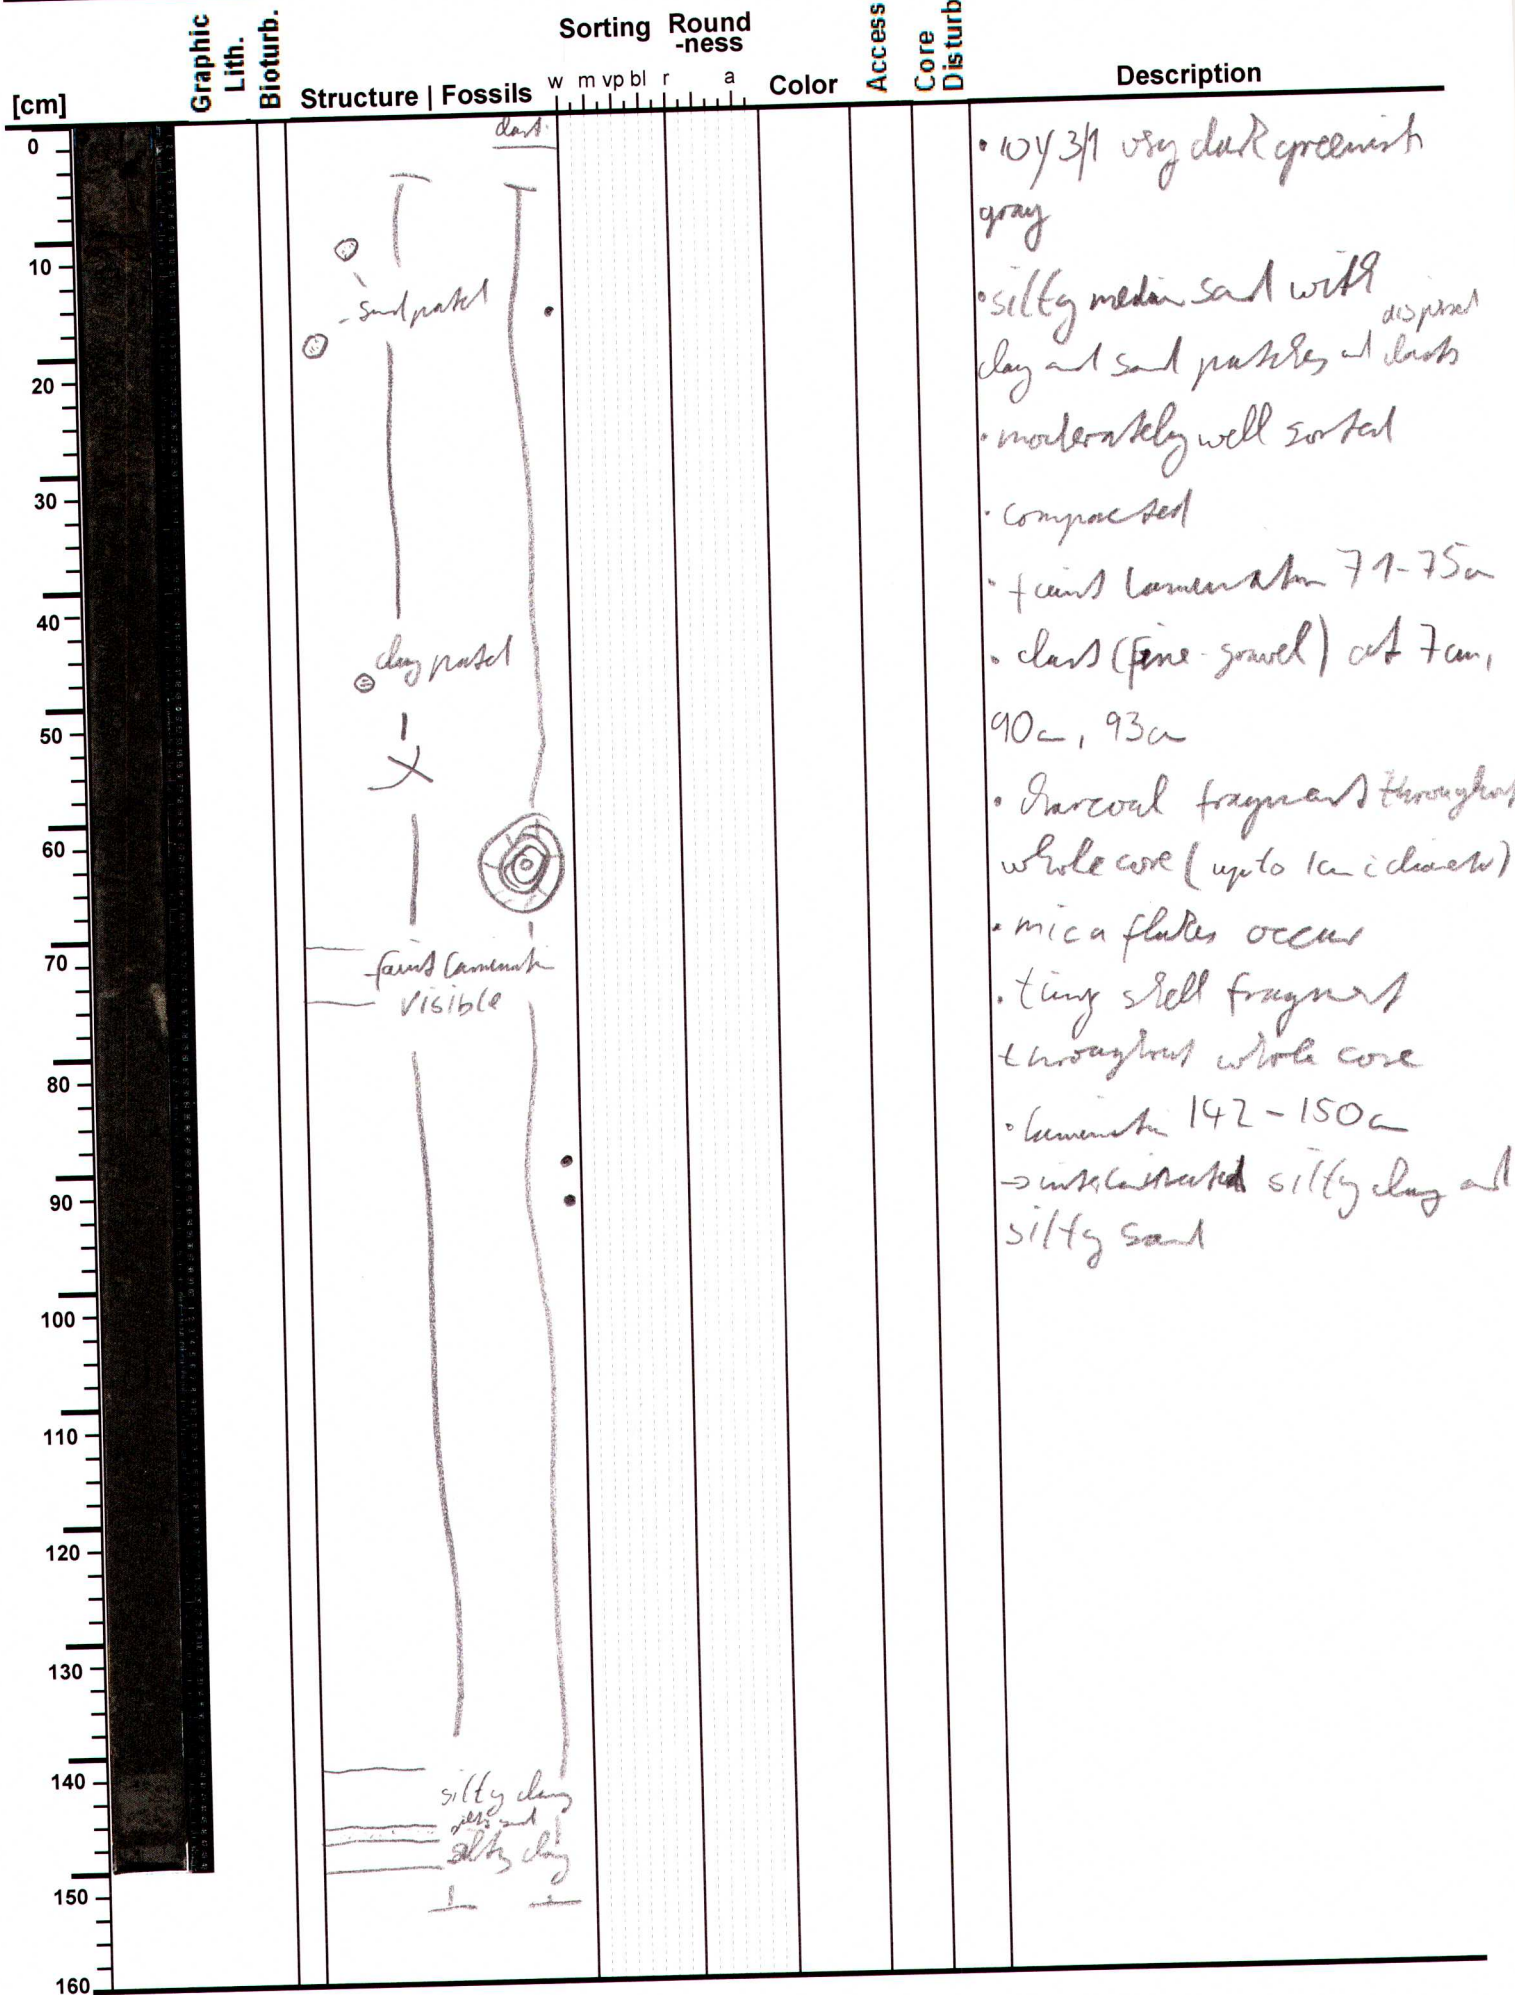 [cm]
Graphic
Lith.
Bioturb.
Structure | Fossils
Sorting
Round
-ness
w m vp bl r a
Color
Access
Core
Disturb
Description
0
10
20
30
40
50
60
70
80
90
100
110
120
130
140
150
160
clast
sand patch
clay patch
faint lamination
visible
silty clay
silty sand
silty clay
• 10Y 3/1 very dark greenish
gray
• silty medium sand with dispersed
clay and sand patches and clasts
• moderately well sorted
• compacted
• faint lamination 71-75cm
• clast (fine-gravel) at 7cm,
90cm, 93cm
• charcoal fragments throughout
whole core (up to 1cm i diameter)
• mica flakes occur
• tiny shell fragment
throughout whole core
• lamination 142-150cm
→ silty clay and
silty sand